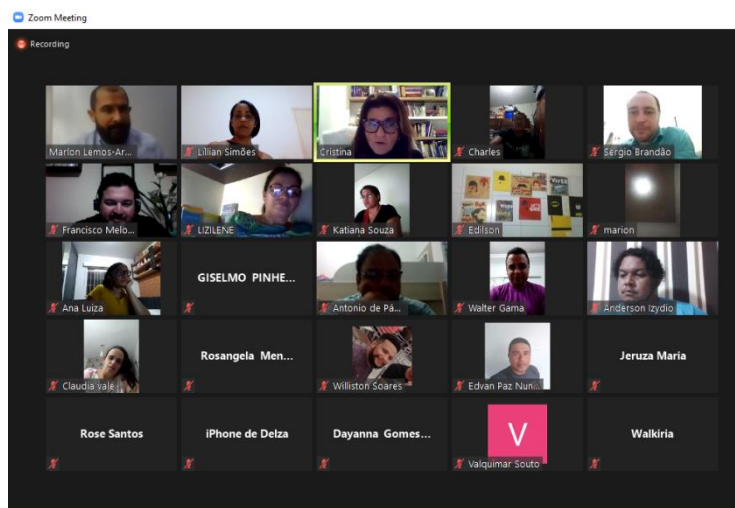 Zoom Meeting
Recording
Marlon Lemos-Ar...
Lílian Simões
Cristina
Charles
Sérgio Brandão
Francisco Melo...
LIZILENE
Katiana Souza
Edilson
marion
Ana Luiza
GISELMO PINHE...
Antonio de Pá...
Walter Gama
Anderson Izydio
Claudia vale
Rosangela Men...
Williston Soares
Edvan Paz Nun...
Jeruza Maria
Rose Santos
iPhone de Delza
Dayanna Gomes...
V
Valquimar Souto
Walkiria